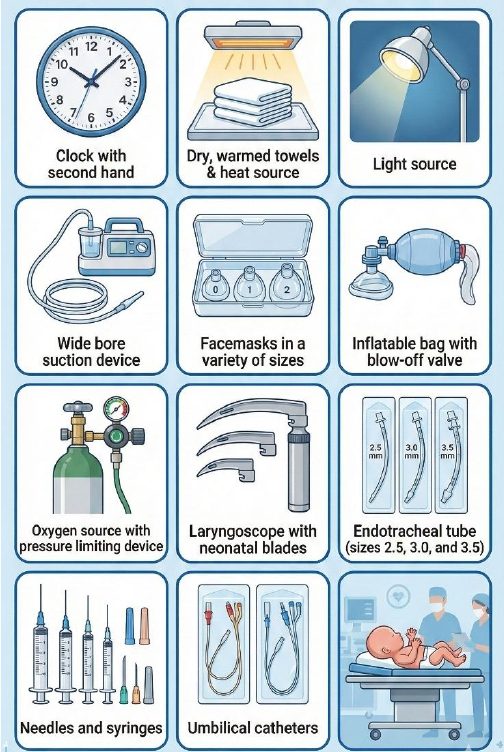 12
11
1
10
2
9
3
8
4
7
5
6
Clock with
second hand
Dry, warmed towels
& heat source
Light source
Wide bore
suction device
0 1 2
Facemasks in a
variety of sizes
Inflatable bag with
blow-off valve
Oxygen source with
pressure limiting device
Laryngoscope with
neonatal blades
2.5 3.0 3.5
mm mm mm
Endotracheal tube
(sizes 2.5, 3.0, and 3.5)
Needles and syringes
Umbilical catheters